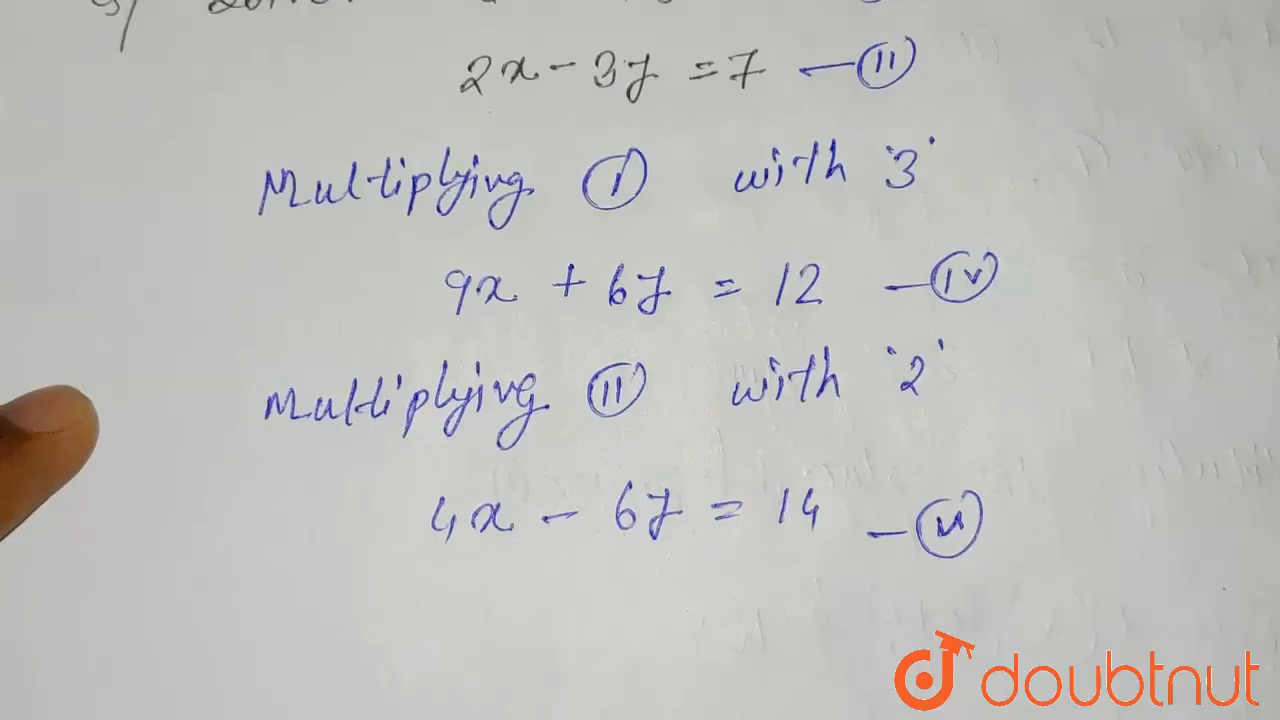 2x - 3y = 7 — II
Multiplying I with '3'
9x + 6y = 12 — IV
Multiplying II with '2'
4x - 6y = 14 —
doubtnut